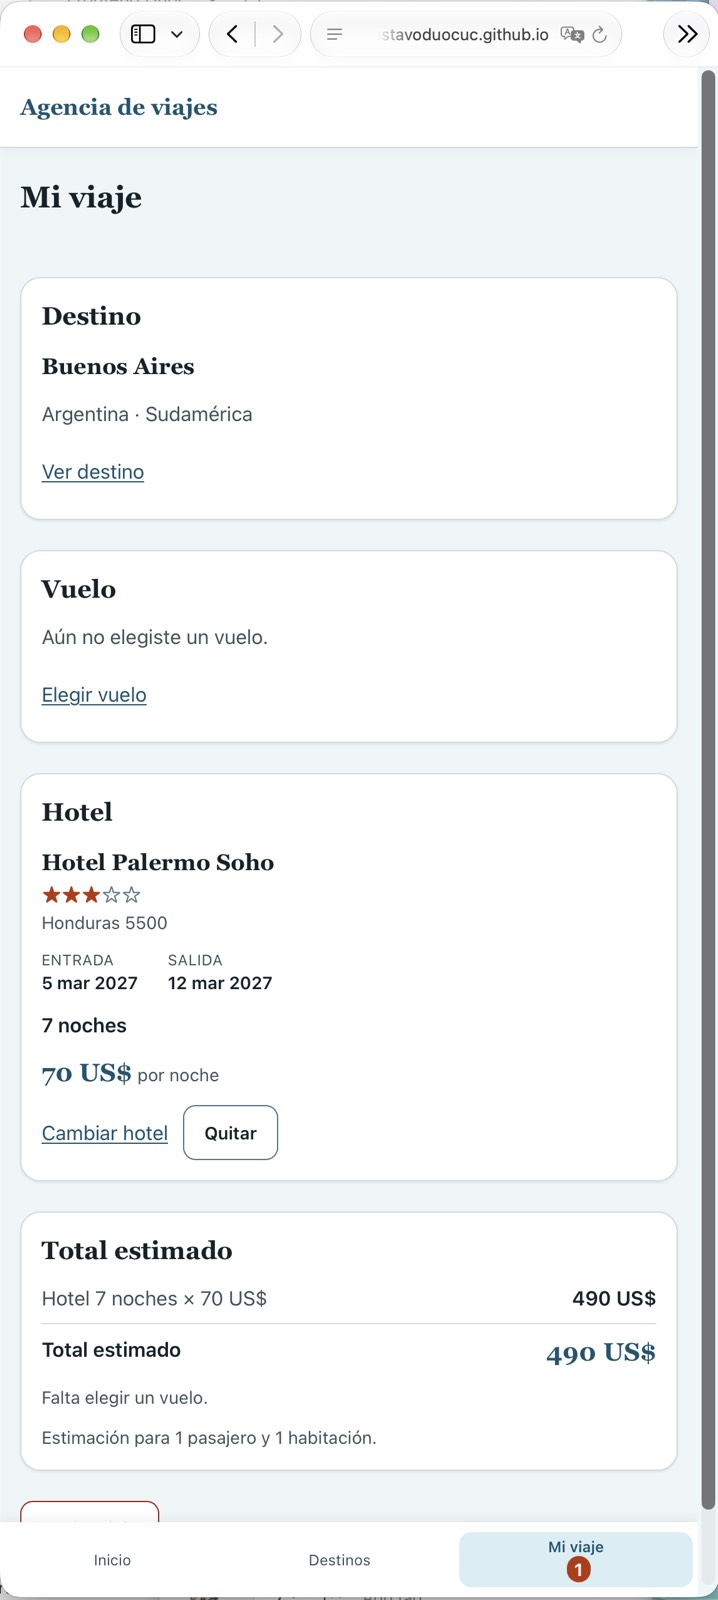 stavoduocuc.github.io
Agencia de viajes
Mi viaje
Destino
Buenos Aires
Argentina · Sudamérica
Ver destino
Vuelo
Aún no elegiste un vuelo.
Elegir vuelo
Hotel
Hotel Palermo Soho
★★★☆☆
Honduras 5500
ENTRADA SALIDA
5 mar 2027 12 mar 2027
7 noches
70 US$ por noche
Cambiar hotel Quitar
Total estimado
Hotel 7 noches × 70 US$ 490 US$
Total estimado 490 US$
Falta elegir un vuelo.
Estimación para 1 pasajero y 1 habitación.
Inicio Destinos Mi viaje
1